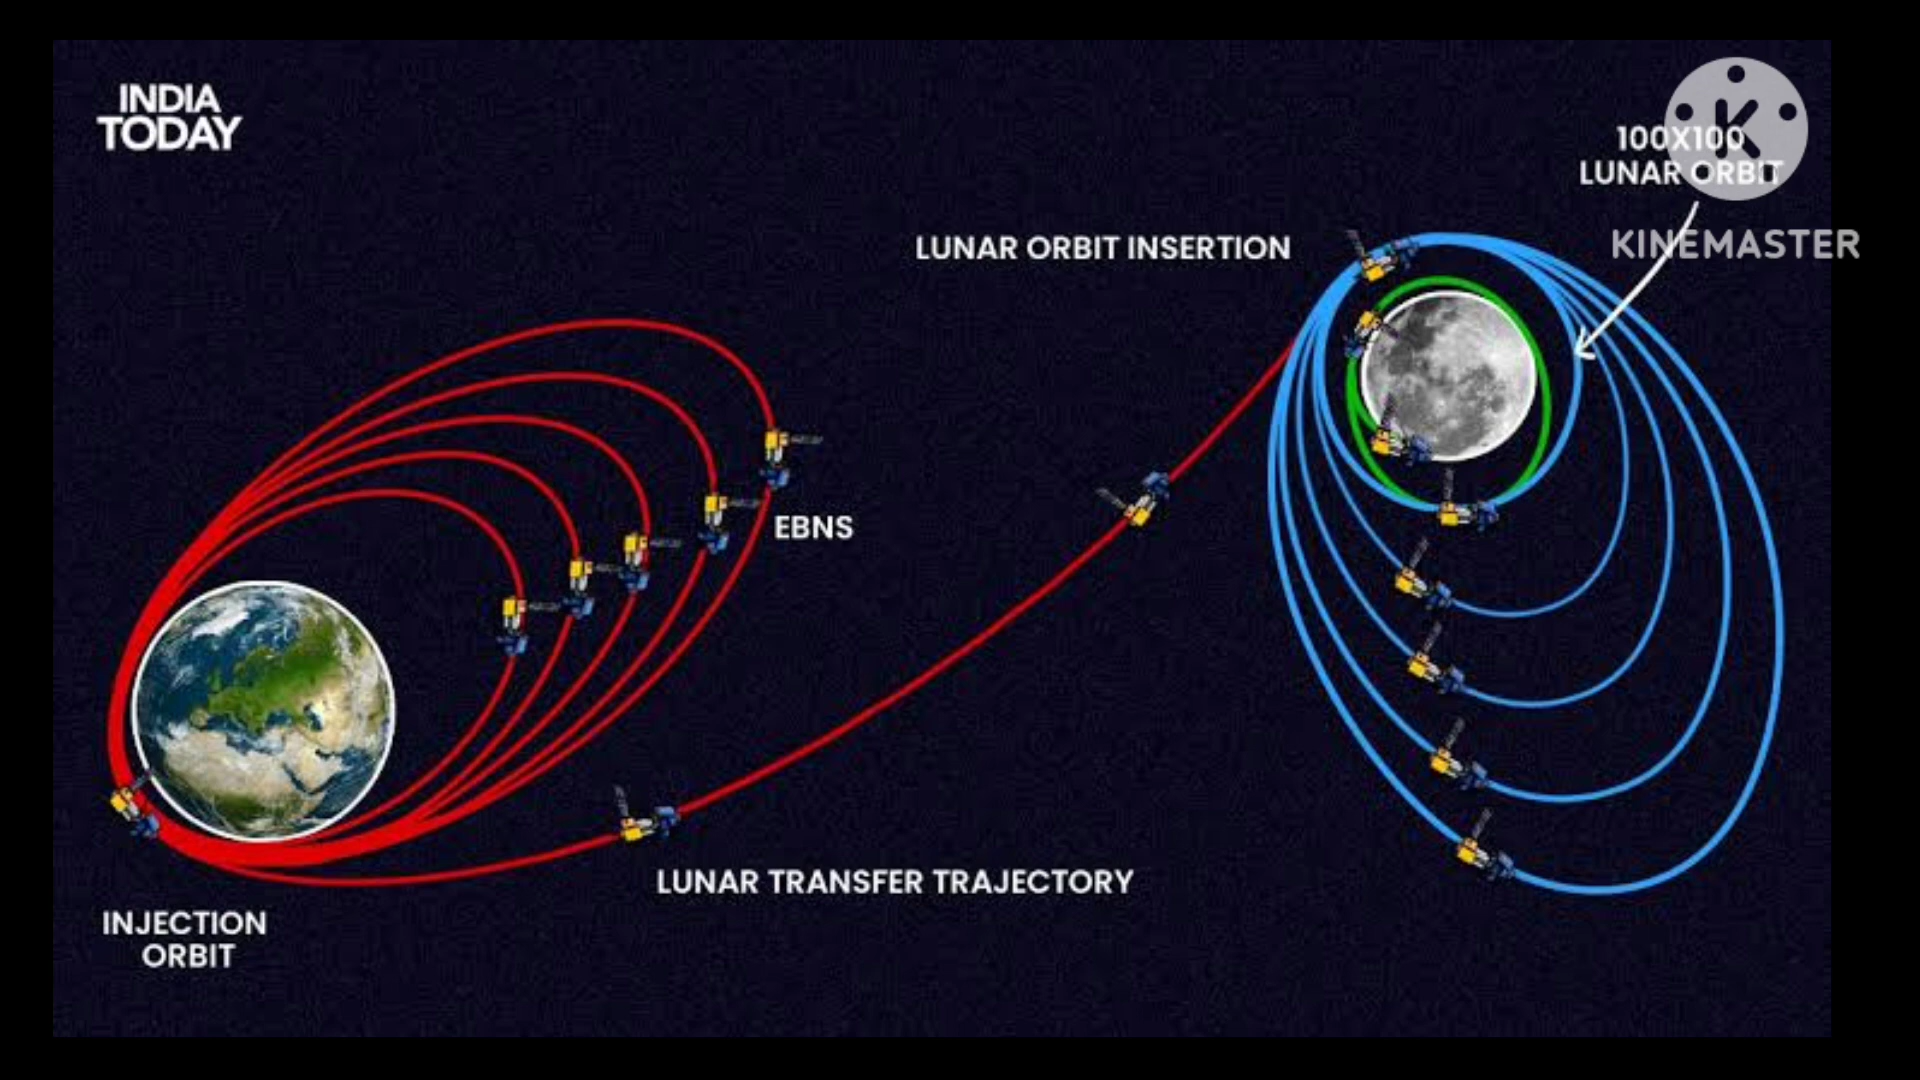 INDIA
TODAY
100X100
LUNAR ORBIT
K
KINEMASTER
LUNAR ORBIT INSERTION
EBNS
LUNAR TRANSFER TRAJECTORY
INJECTION
ORBIT